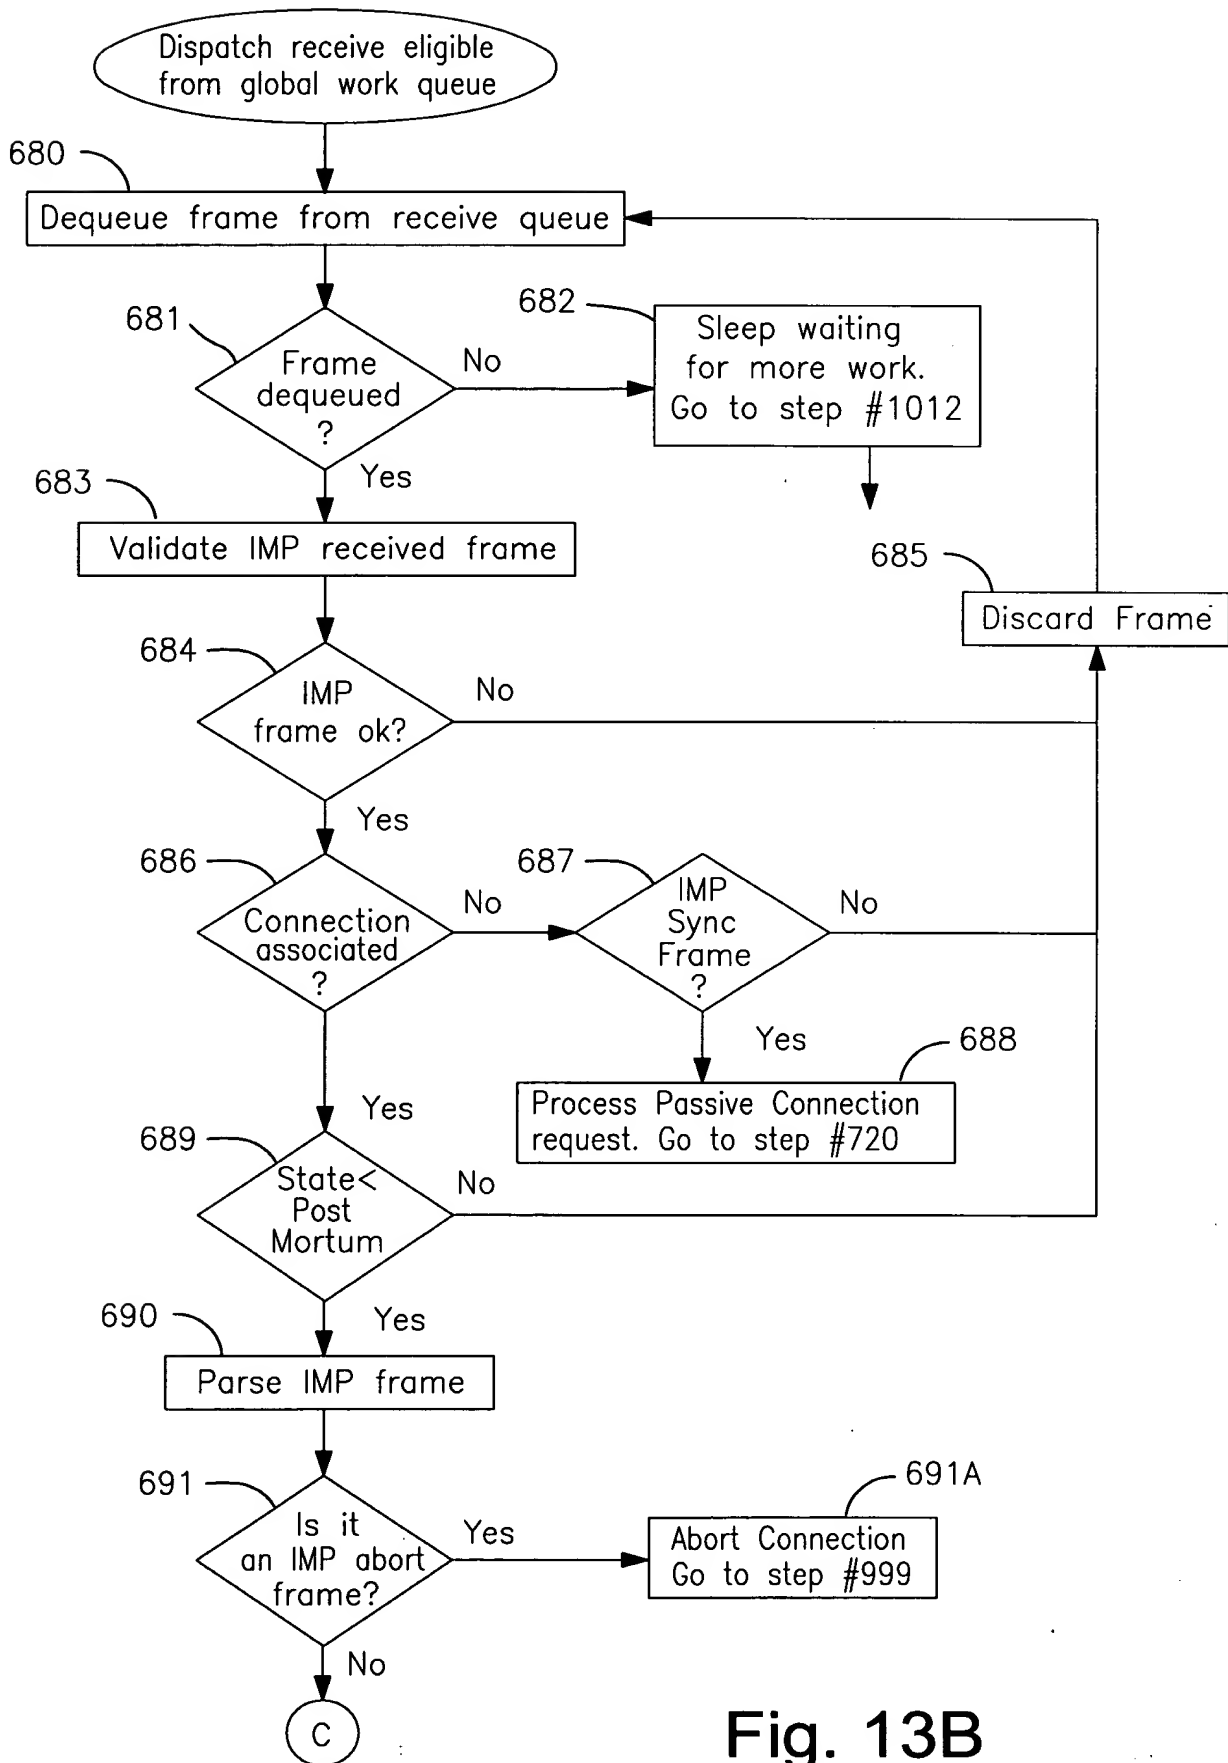 Dispatch receive eligible
from global work queue
680
Dequeue frame from receive queue
681
Frame
dequeued
?
No
682
Sleep waiting
for more work.
Go to step #1012
Yes
683
Validate IMP received frame
685
Discard Frame
684
IMP
frame ok?
No
Yes
686
Connection
associated
?
No
687
IMP
Sync
Frame
?
No
Yes
688
Process Passive Connection
request. Go to step #720
Yes
689
State<
Post
Mortum
No
Yes
690
Parse IMP frame
691
Is it
an IMP abort
frame?
Yes
691A
Abort Connection
Go to step #999
No
C
Fig. 13B